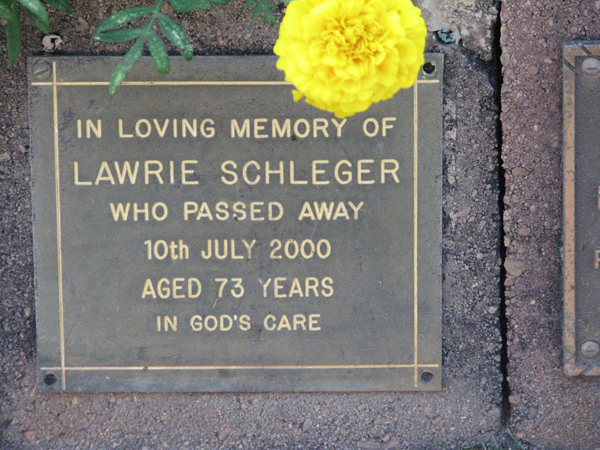 IN LOVING MEMORY OF
LAWRIE SCHLEGER
WHO PASSED AWAY
10th JULY 2000
AGED 73 YEARS
IN GOD'S CARE